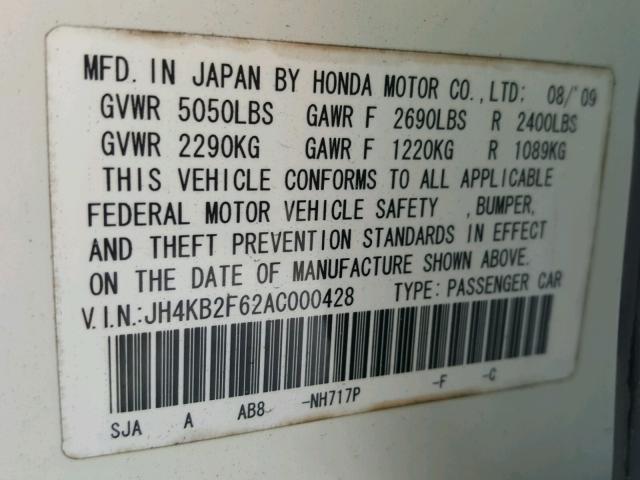 MFD. IN JAPAN BY HONDA MOTOR CO., LTD: 08/'09
GVWR 5050LBS GAWR F 2690LBS R 2400LBS
GVWR 2290KG GAWR F 1220KG R 1089KG
THIS VEHICLE CONFORMS TO ALL APPLICABLE
FEDERAL MOTOR VEHICLE SAFETY , BUMPER,
AND THEFT PREVENTION STANDARDS IN EFFECT
ON THE DATE OF MANUFACTURE SHOWN ABOVE.
V.I.N.:JH4KB2F62AC000428 TYPE: PASSENGER CAR
SJA A AB8 -NH717P -F -C